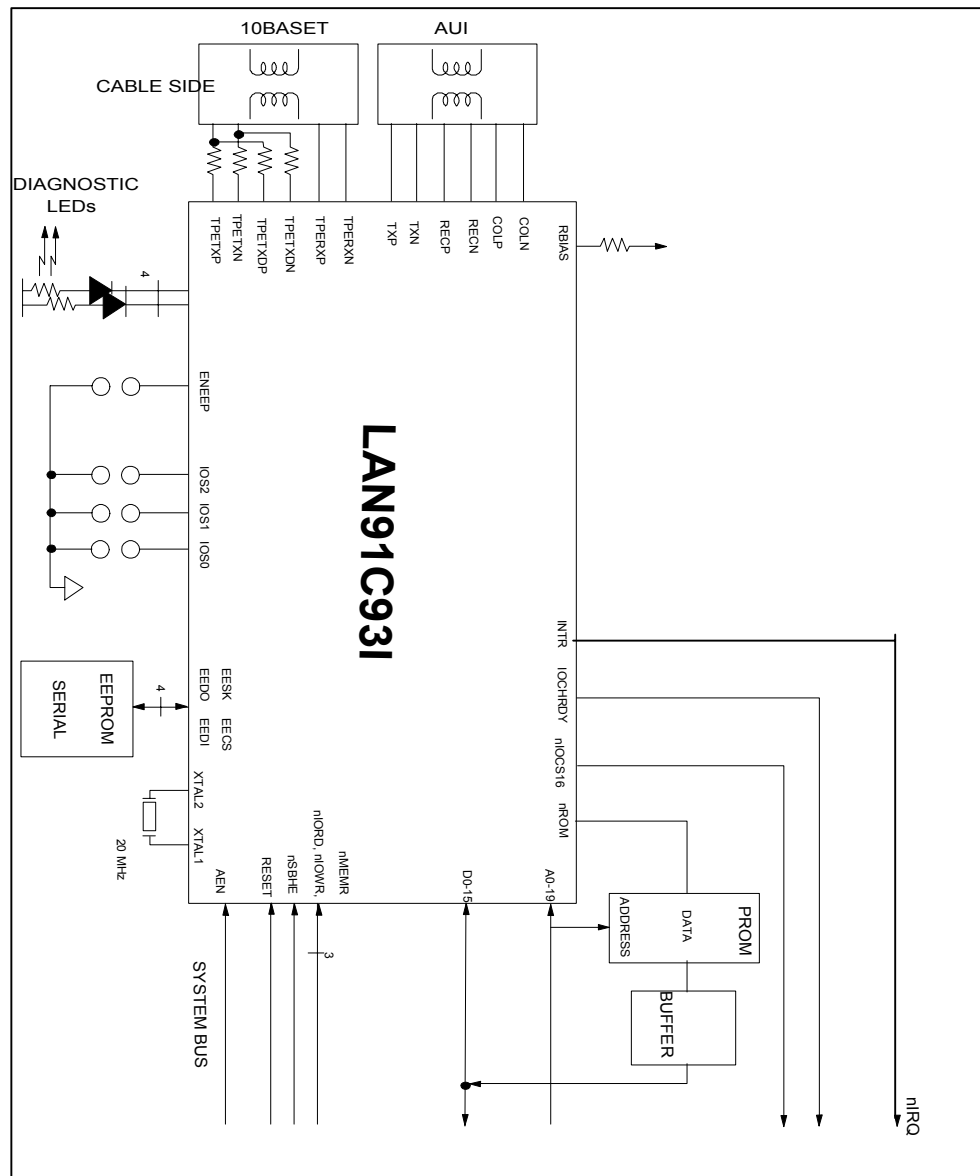 10BASET
AUI
CABLE SIDE
DIAGNOSTIC
LEDs
4
TPETXP
TPETXN
TPETXDP
TPETXDN
TPERXP
TPERXN
TXP
TXN
RECP
RECN
COLP
COLN
RBIAS
ENEEP
IOS2
IOS1
IOS0
LAN91C93I
INTR
IOCHRDY
nIOCS16
nROM
SERIAL
EEPROM
4
EEDO
EESK
EEDI
EECS
XTAL2
XTAL1
20 MHz
AEN
RESET
nSBHE
nIORD, nIOWR,
nMEMR
D0-15
A0-19
PROM
DATA
ADDRESS
BUFFER
3
SYSTEM BUS
nIRQ